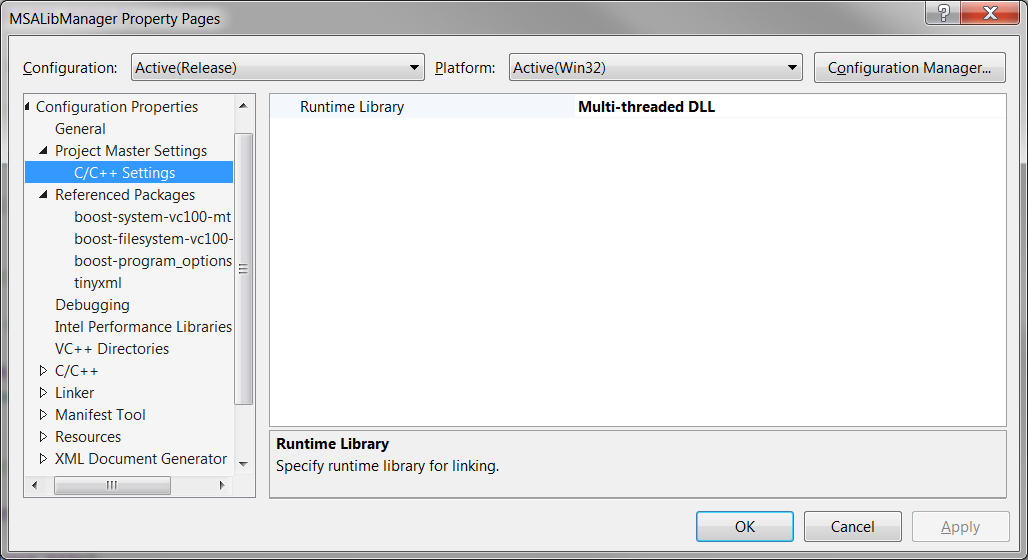 MSALibManager Property Pages
Configuration: Active(Release) Platform: Active(Win32) Configuration Manager...
Configuration Properties
General
Project Master Settings
C/C++ Settings
Referenced Packages
boost-system-vc100-mt
boost-filesystem-vc100-
boost-program_options
tinyxml
Debugging
Intel Performance Libraries
VC++ Directories
C/C++
Linker
Manifest Tool
Resources
XML Document Generator
Runtime Library Multi-threaded DLL
Runtime Library
Specify runtime library for linking.
OK Cancel Apply